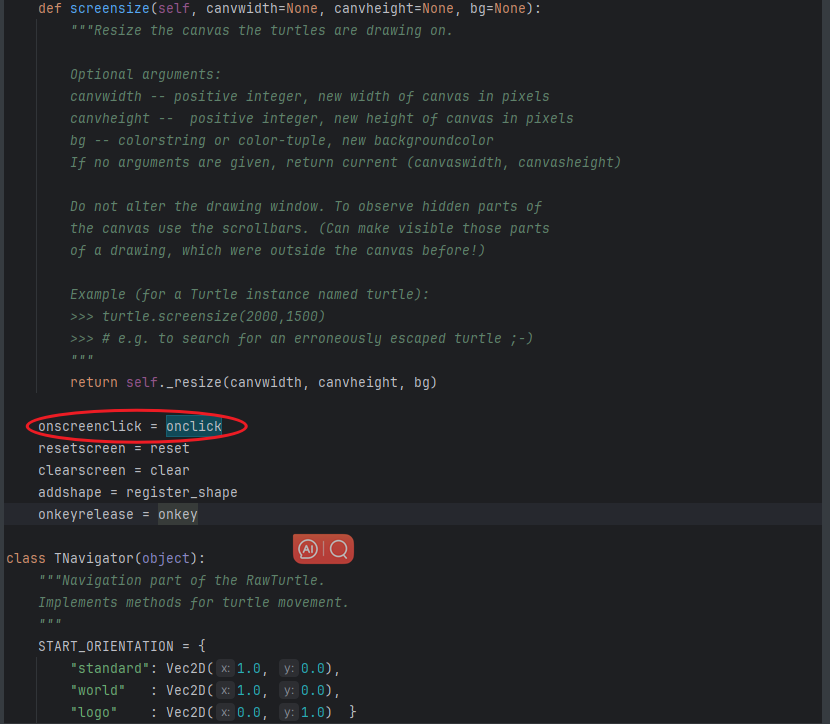 def screensize(self, canvwidth=None, canvheight=None, bg=None):
"""Resize the canvas the turtles are drawing on.
Optional arguments:
canvwidth -- positive integer, new width of canvas in pixels
canvheight --  positive integer, new height of canvas in pixels
bg -- colorstring or color-tuple, new backgroundcolor
If no arguments are given, return current (canvaswidth, canvasheight)
Do not alter the drawing window. To observe hidden parts of
the canvas use the scrollbars. (Can make visible those parts
of a drawing, which were outside the canvas before!)
Example (for a Turtle instance named turtle):
>>> turtle.screensize(2000,1500)
>>> # e.g. to search for an erroneously escaped turtle ;-)
"""
return self._resize(canvwidth, canvheight, bg)
onscreenclick = onclick
resetscreen = reset
clearscreen = clear
addshape = register_shape
onkeyrelease = onkey
AI
class TNavigator(object):
"""Navigation part of the RawTurtle.
Implements methods for turtle movement.
"""
START_ORIENTATION = {
"standard": Vec2D( x: 1.0, y: 0.0),
"world"   : Vec2D( x: 1.0, y: 0.0),
"logo"    : Vec2D( x: 0.0, y: 1.0)  }